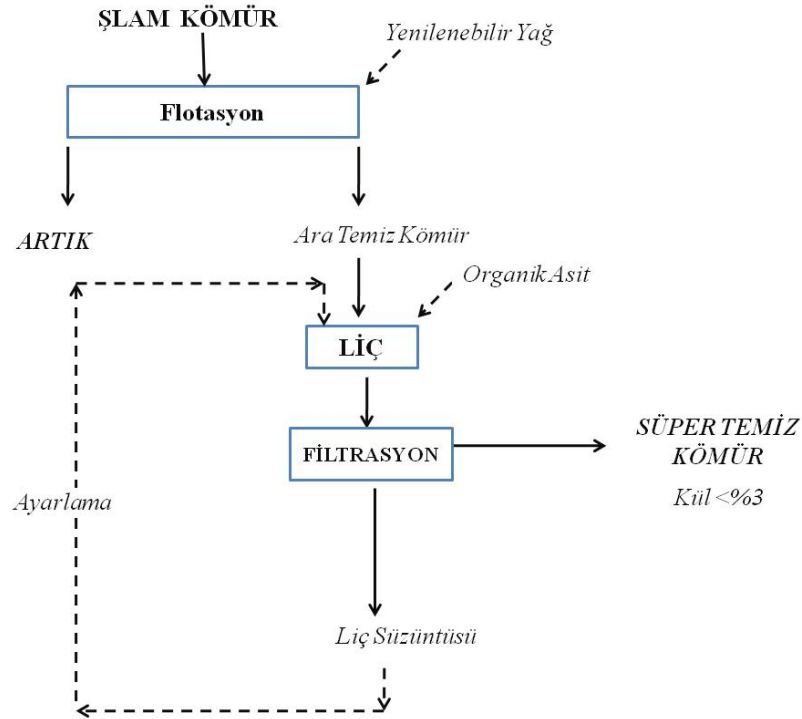 ŞLAM KÖMÜR
Yenilenebilir Yağ
Flotasyon
ARTIK
Ara Temiz Kömür
Organik Asit
LİÇ
FİLTRASYON
SÜPER TEMİZ
KÖMÜR
Kül <%3
Ayarlama
Liç Süzüntüsü